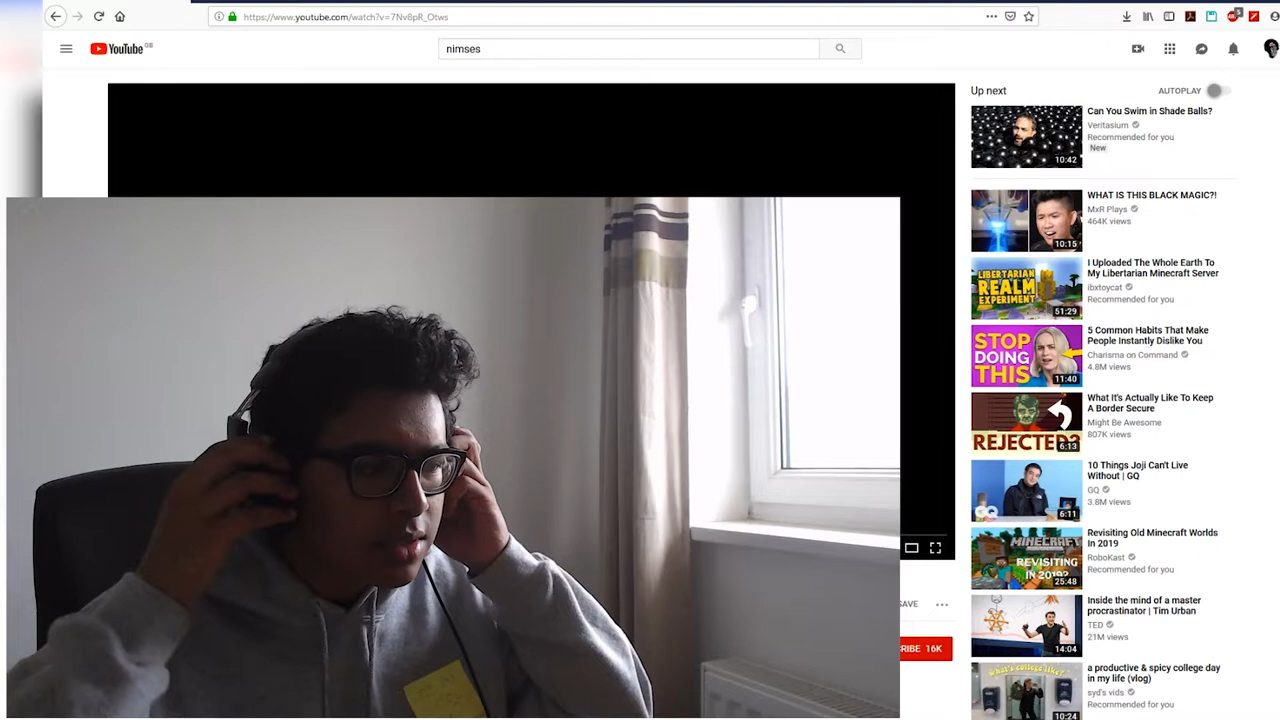 https://www.youtube.com/watch?v=7Nv8pR_Otws
5
YouTube GB
nimses
Up next
AUTOPLAY
Can You Swim in Shade Balls?
Veritasium
Recommended for you
New
10:42
WHAT IS THIS BLACK MAGIC?!
MxR Plays
464K views
10:15
I Uploaded The Whole Earth To
My Libertarian Minecraft Server
ibxtoycat
Recommended for you
LIBERTARIAN
REALM
EXPERIMENT
51:29
5 Common Habits That Make
People Instantly Dislike You
Charisma on Command
4.8M views
STOP
DOING
THIS
11:40
What It's Actually Like To Keep
A Border Secure
Might Be Awesome
807K views
REJECTED?
6:13
10 Things Joji Can't Live
Without | GQ
GQ
3.8M views
GQ
6:11
Revisiting Old Minecraft Worlds
In 2019
RoboKast
Recommended for you
MINECRAFT
REVISITING
IN 2019?
25:48
Inside the mind of a master
procrastinator | Tim Urban
TED
21M views
14:04
a productive & spicy college day
in my life (vlog)
syd's vids
Recommended for you
what's college like?
10:24
SAVE
RIBE 16K